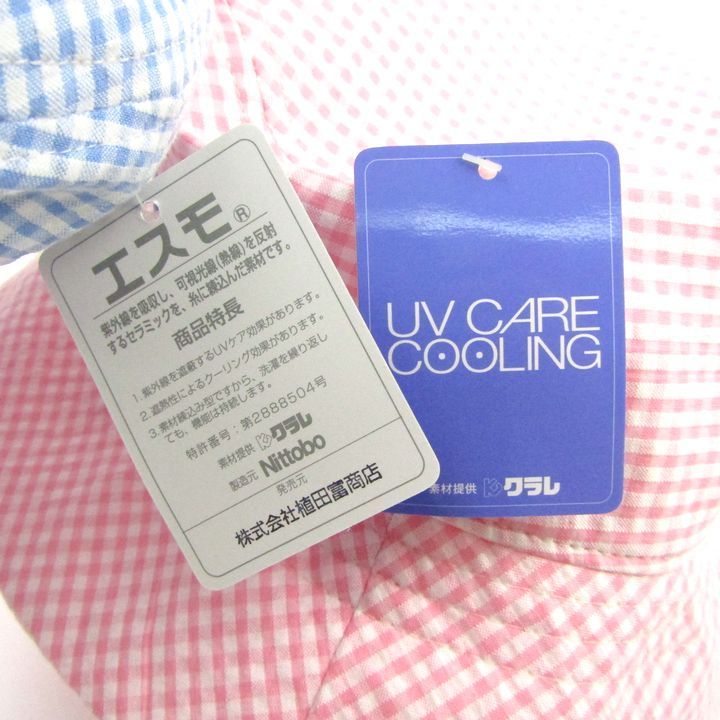 エスモ®
紫外線を吸収し、可視光線(熱線)を反射
するセラミックを、糸に練込んだ素材です。
商品特長
1. 紫外線を遮蔽するUVケア効果があります。
2. 遮熱性によるクーリング効果があります。
3. 素材練込み型ですから、洗濯を繰り返し
ても、機能は持続します。
特許番号:第2888504号
素材提供 クラレ
製造元 Nittobo
発売元
株式会社植田富商店
UV CARE
COOLING
素材提供 クラレ